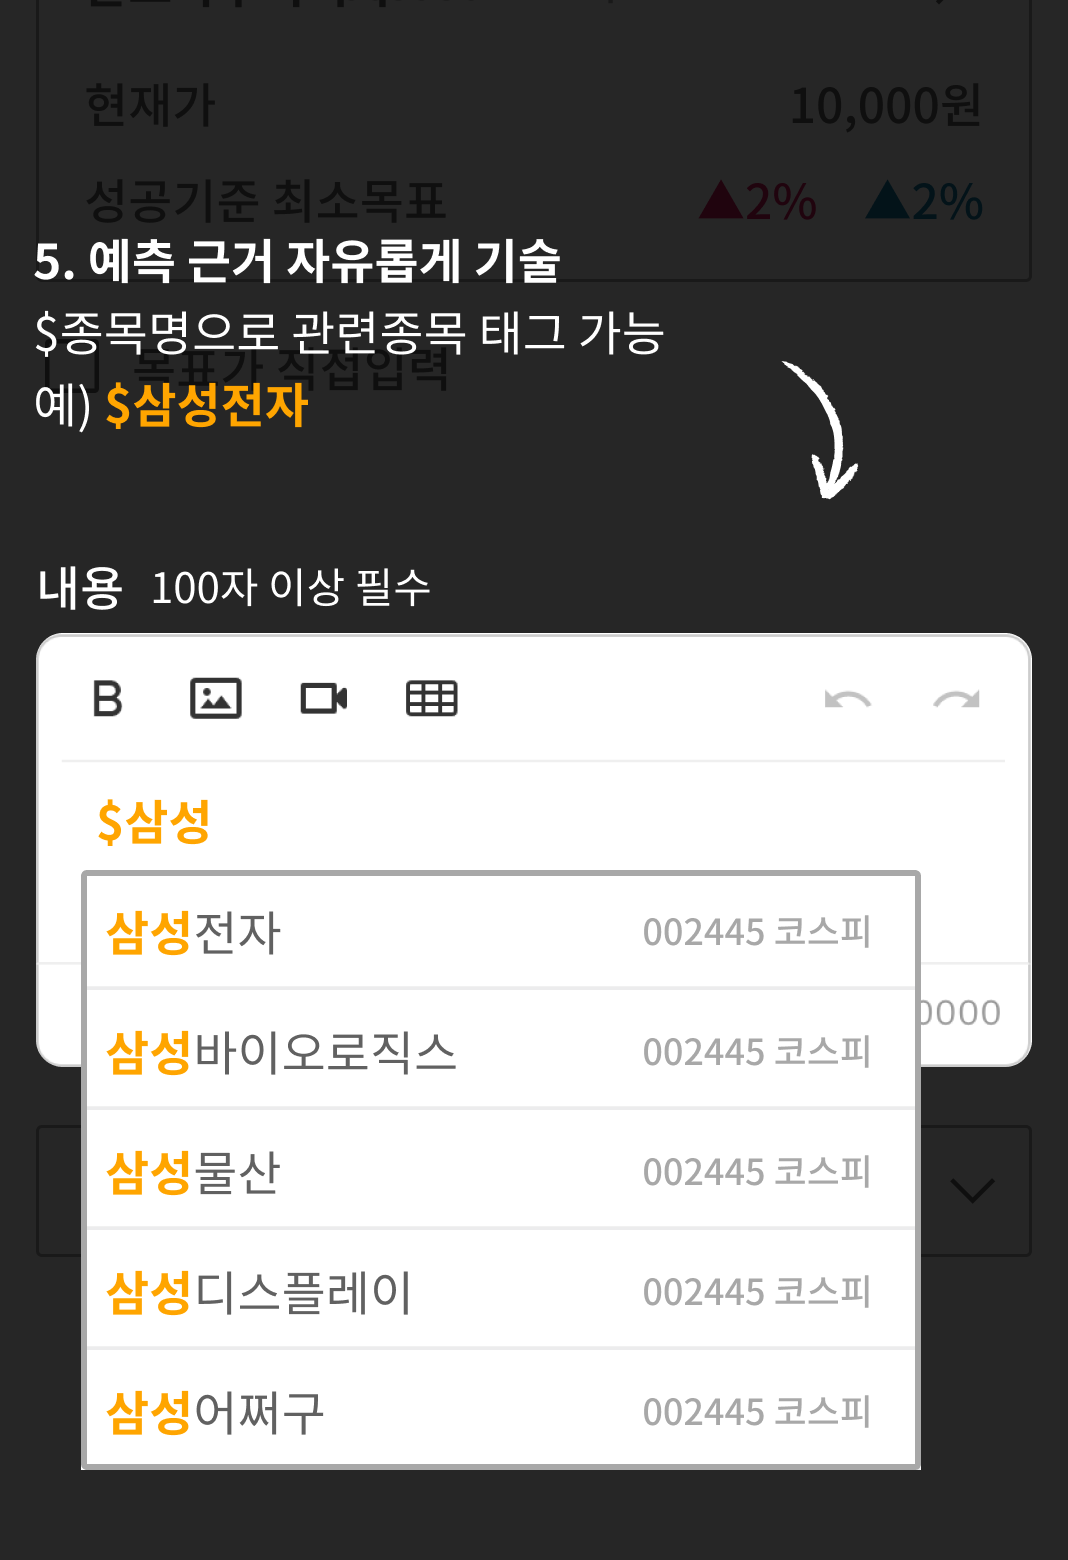 현재가 10,000원
성공기준 최소목표 ▲2% ▲2%
5. 예측 근거 자유롭게 기술
$종목명으로 관련종목 태그 가능
목표가 직접입력
예) $삼성전자
내용 100자 이상 필수
B
$삼성
삼성전자 002445 코스피
0000
삼성바이오로직스 002445 코스피
삼성물산 002445 코스피
삼성디스플레이 002445 코스피
삼성어쩌구 002445 코스피